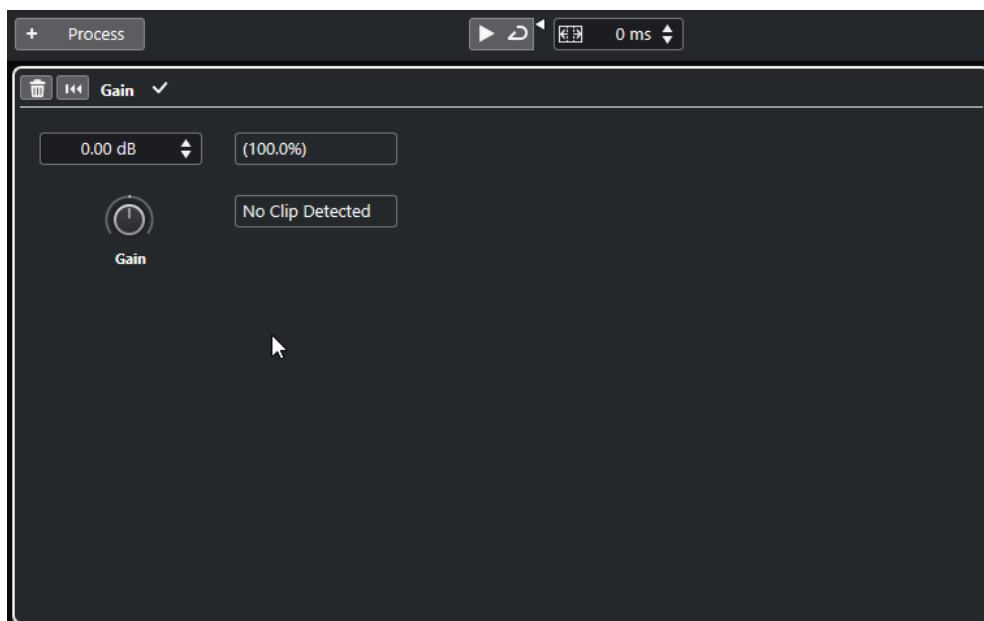 + Process
0 ms
Gain
0.00 dB
(100.0%)
No Clip Detected
Gain